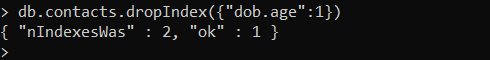 > db.contacts.dropIndex({"dob.age":1})
{ "nIndexesWas" : 2, "ok" : 1 }
>